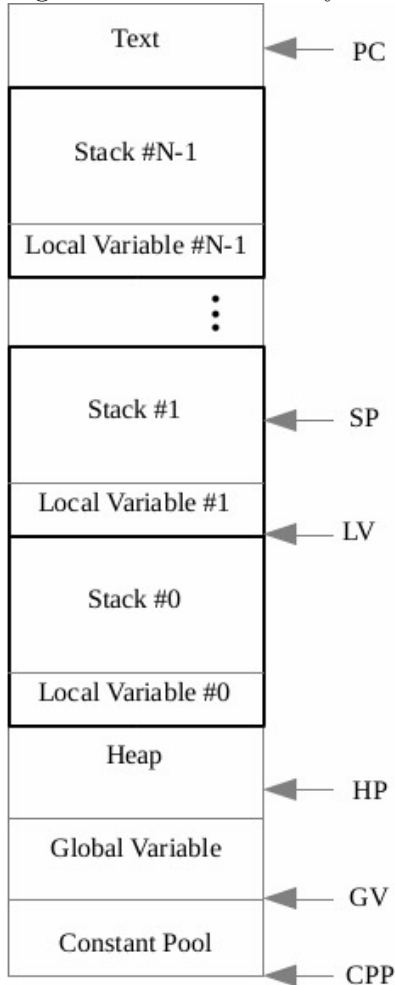 Text
PC
Stack #N-1
Local Variable #N-1
Stack #1
SP
Local Variable #1
LV
Stack #0
Local Variable #0
Heap
HP
Global Variable
GV
Constant Pool
CPP